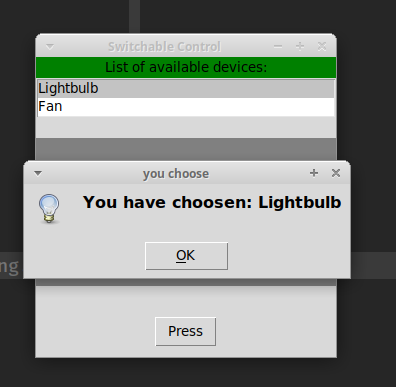 Switchable Control
List of available devices:
Lightbulb
Fan
you choose
You have choosen: Lightbulb
OK
ng
Press